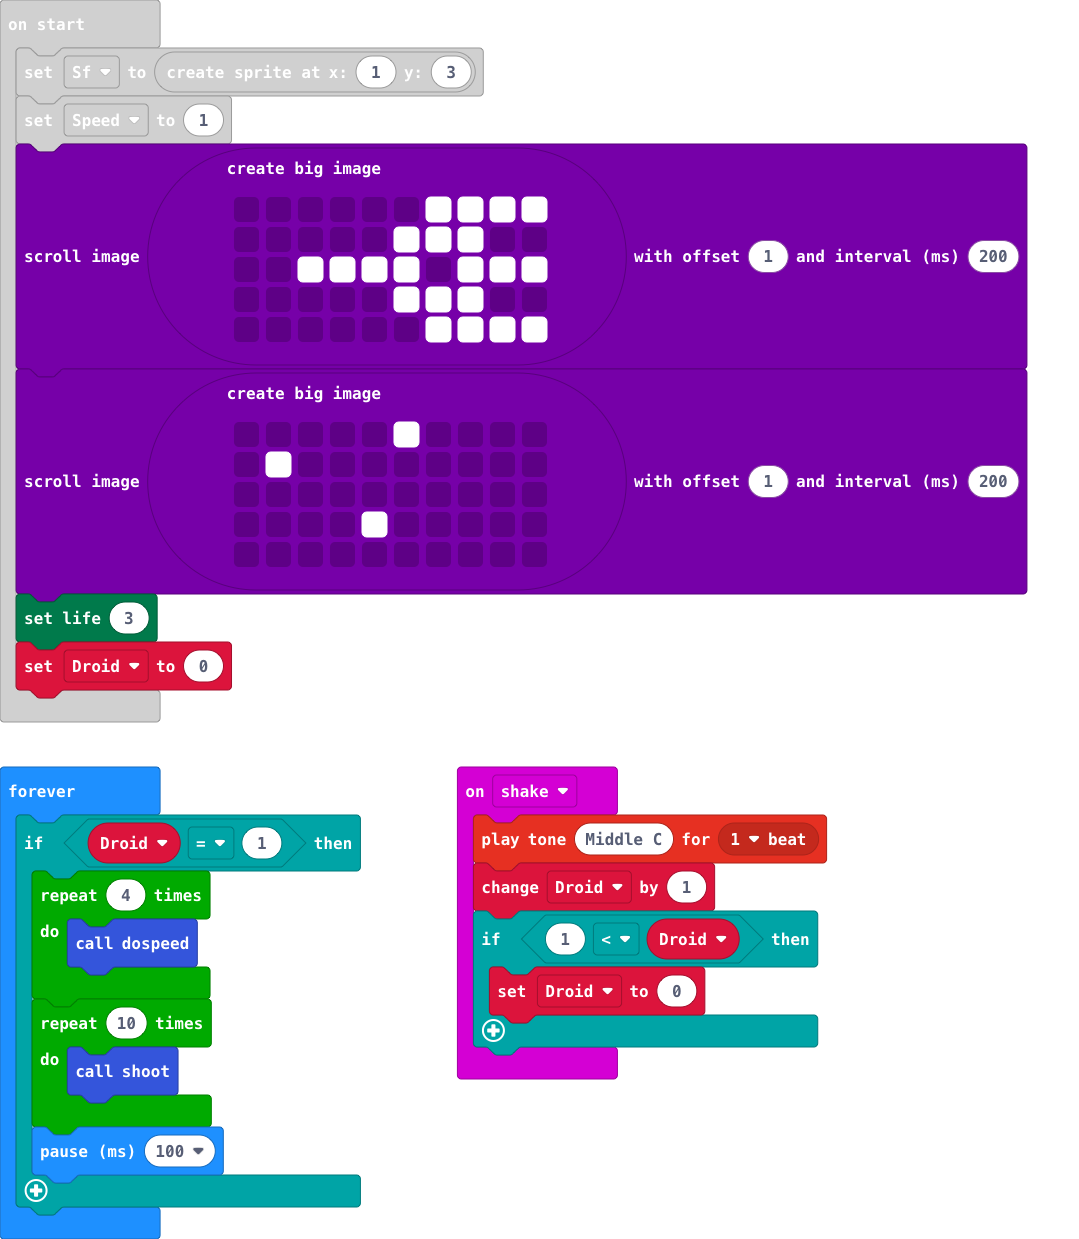 on start
set Sf to create sprite at x: 1 y: 3
set Speed to 1
create big image
scroll image with offset 1 and interval (ms) 200
create big image
scroll image with offset 1 and interval (ms) 200
set life 3
set Droid to 0
forever
if Droid = 1 then
repeat 4 times
do call dospeed
repeat 10 times
do call shoot
pause (ms) 100
on shake
play tone Middle C for 1 beat
change Droid by 1
if 1 < Droid then
set Droid to 0